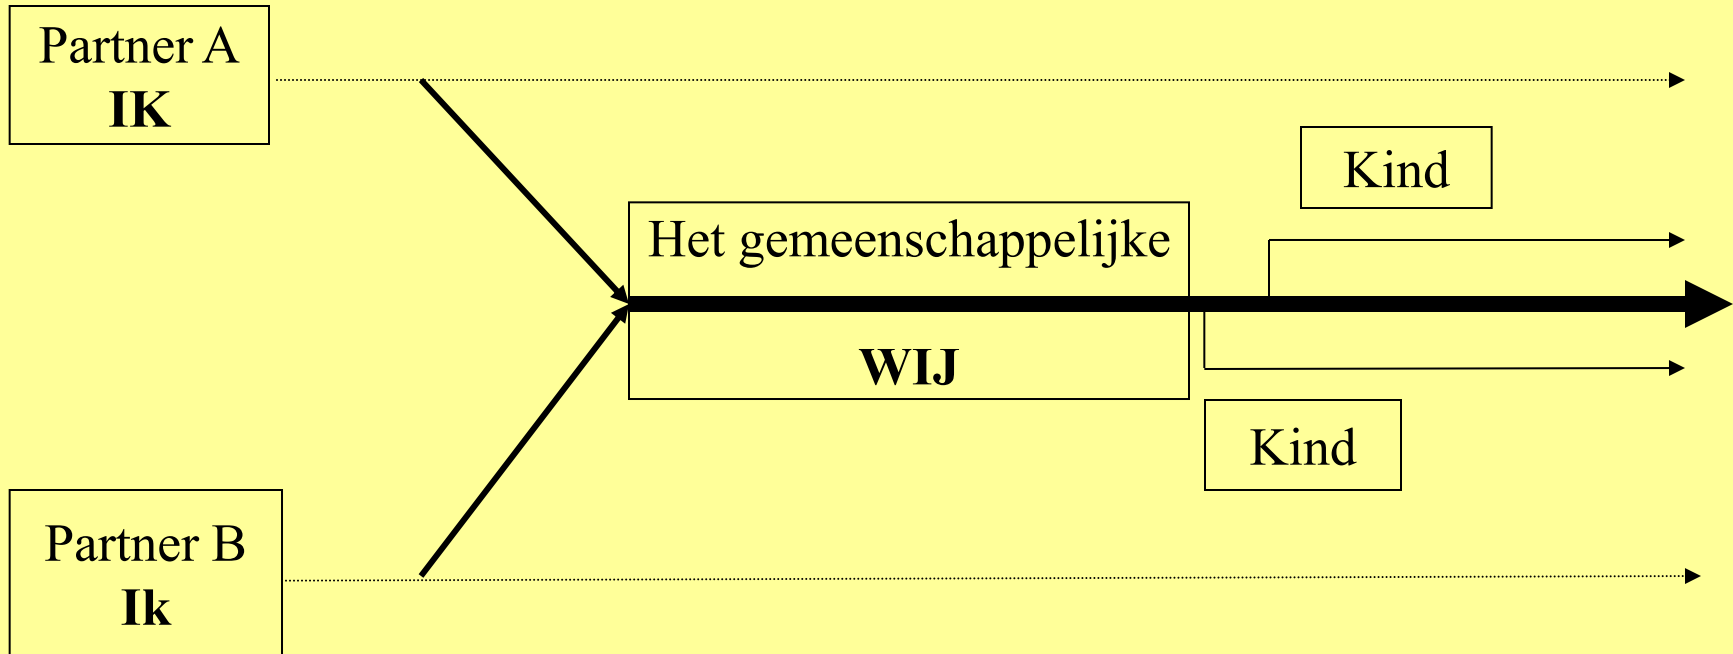 Partner A
IK
Kind
Het gemeenschappelijke
WIJ
Kind
Partner B
Ik